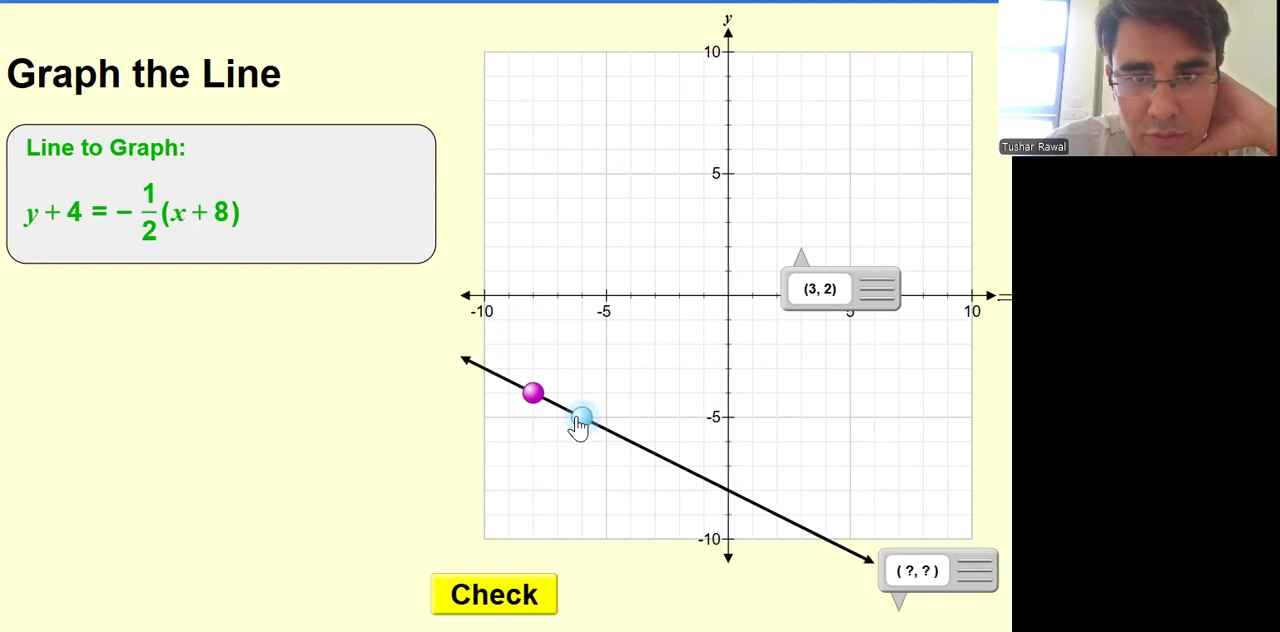 Graph the Line
Line to Graph:
y + 4 = - 1/2 (x + 8)
y
10
5
-10
-5
5
10
-5
-10
(3, 2)
( ?, ? )
Check
Tushar Rawal